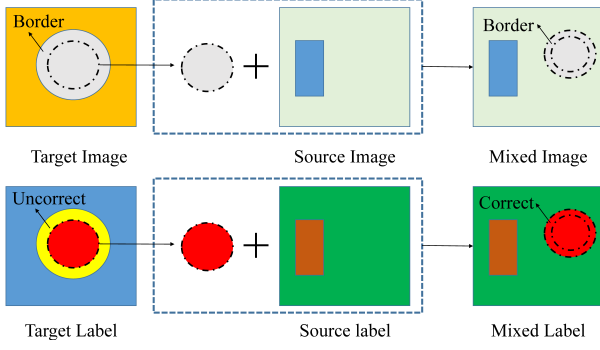 Border
Border
Target Image
Source Image
Mixed Image
Uncorrect
Correct
Target Label
Source label
Mixed Label